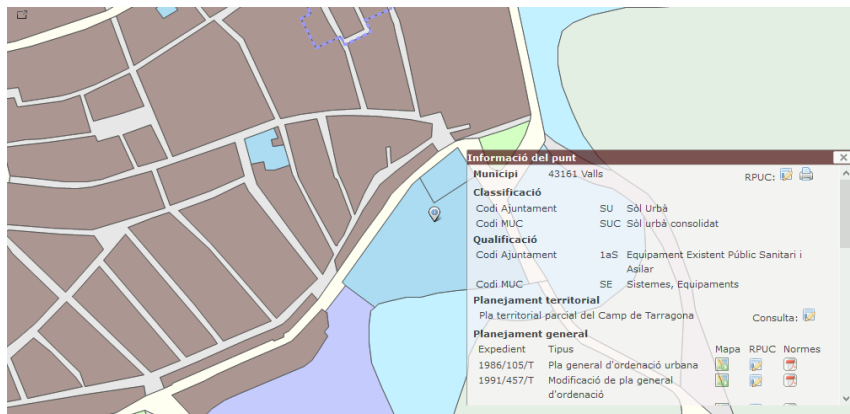 Informació del punt
Municipi 43161 Valls RPUC:
Classificació
Codi Ajuntament SU Sòl Urbà
Codi MUC SUC Sòl urbà consolidat
Qualificació
Codi Ajuntament 1aS Equipament Existent Públic Sanitari i
Asilar
Codi MUC SE Sistemes, Equipaments
Planejament territorial
Pla territorial parcial del Camp de Tarragona Consulta:
Planejament general
Expedient Tipus Mapa RPUC Normes
1986/105/T Pla general d'ordenació urbana
1991/457/T Modificació de pla general
d'ordenació